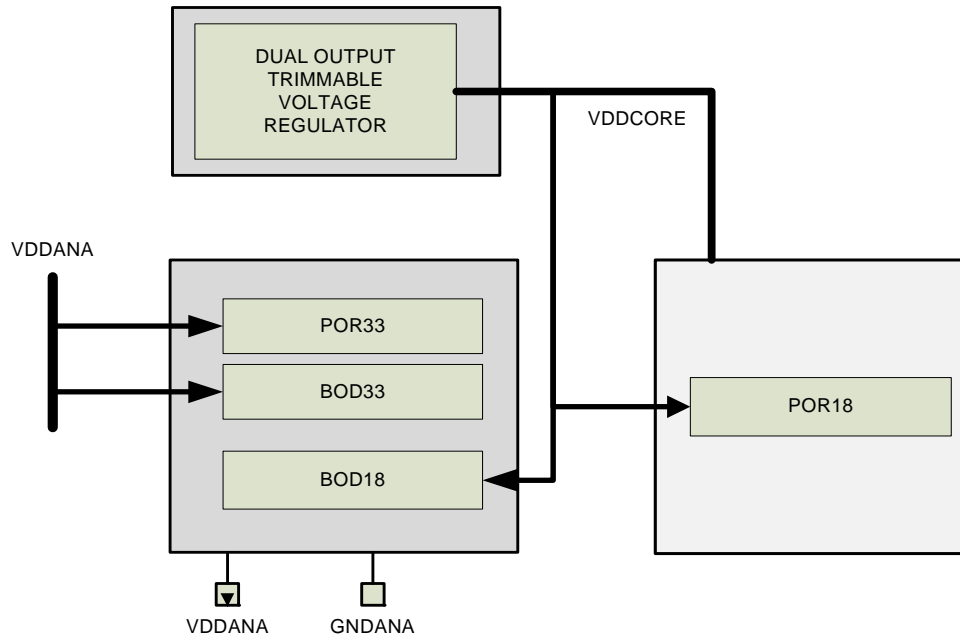 DUAL OUTPUT
TRIMMABLE
VOLTAGE
REGULATOR
VDDCORE
VDDANA
POR33
BOD33
POR18
BOD18
VDDANA
GNDANA